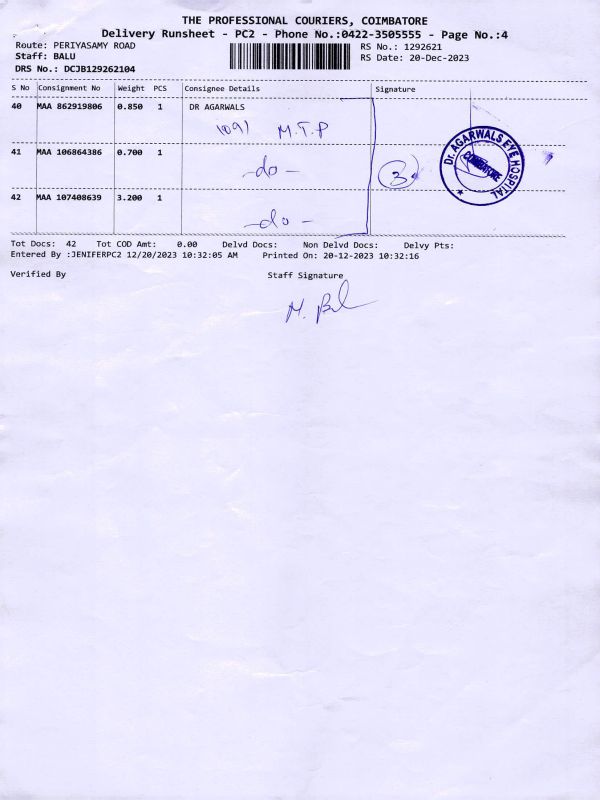 THE PROFESSIONAL COURIERS, COIMBATORE
Delivery Runsheet - PC2 - Phone No.:0422-3505555 - Page No.:4
Route: PERIYASAMY ROAD
Staff: BALU
DRS No.: DCJB129262104
RS No.: 1292621
RS Date: 20-Dec-2023
S No Consignment No Weight PCS Consignee Details Signature
40 MAA 862919806 0.850 1 DR AGARWALS
1091 M.T.P
41 MAA 106864386 0.700 1
-do-
3
Dr. AGARWALS EYE HOSPITAL
COIMBATORE
42 MAA 107408639 3.200 1
-do-
Tot Docs: 42 Tot COD Amt: 0.00 Delvd Docs: Non Delvd Docs: Delvy Pts:
Entered By :JENIFERPC2 12/20/2023 10:32:05 AM Printed On: 20-12-2023 10:32:16
Verified By Staff Signature